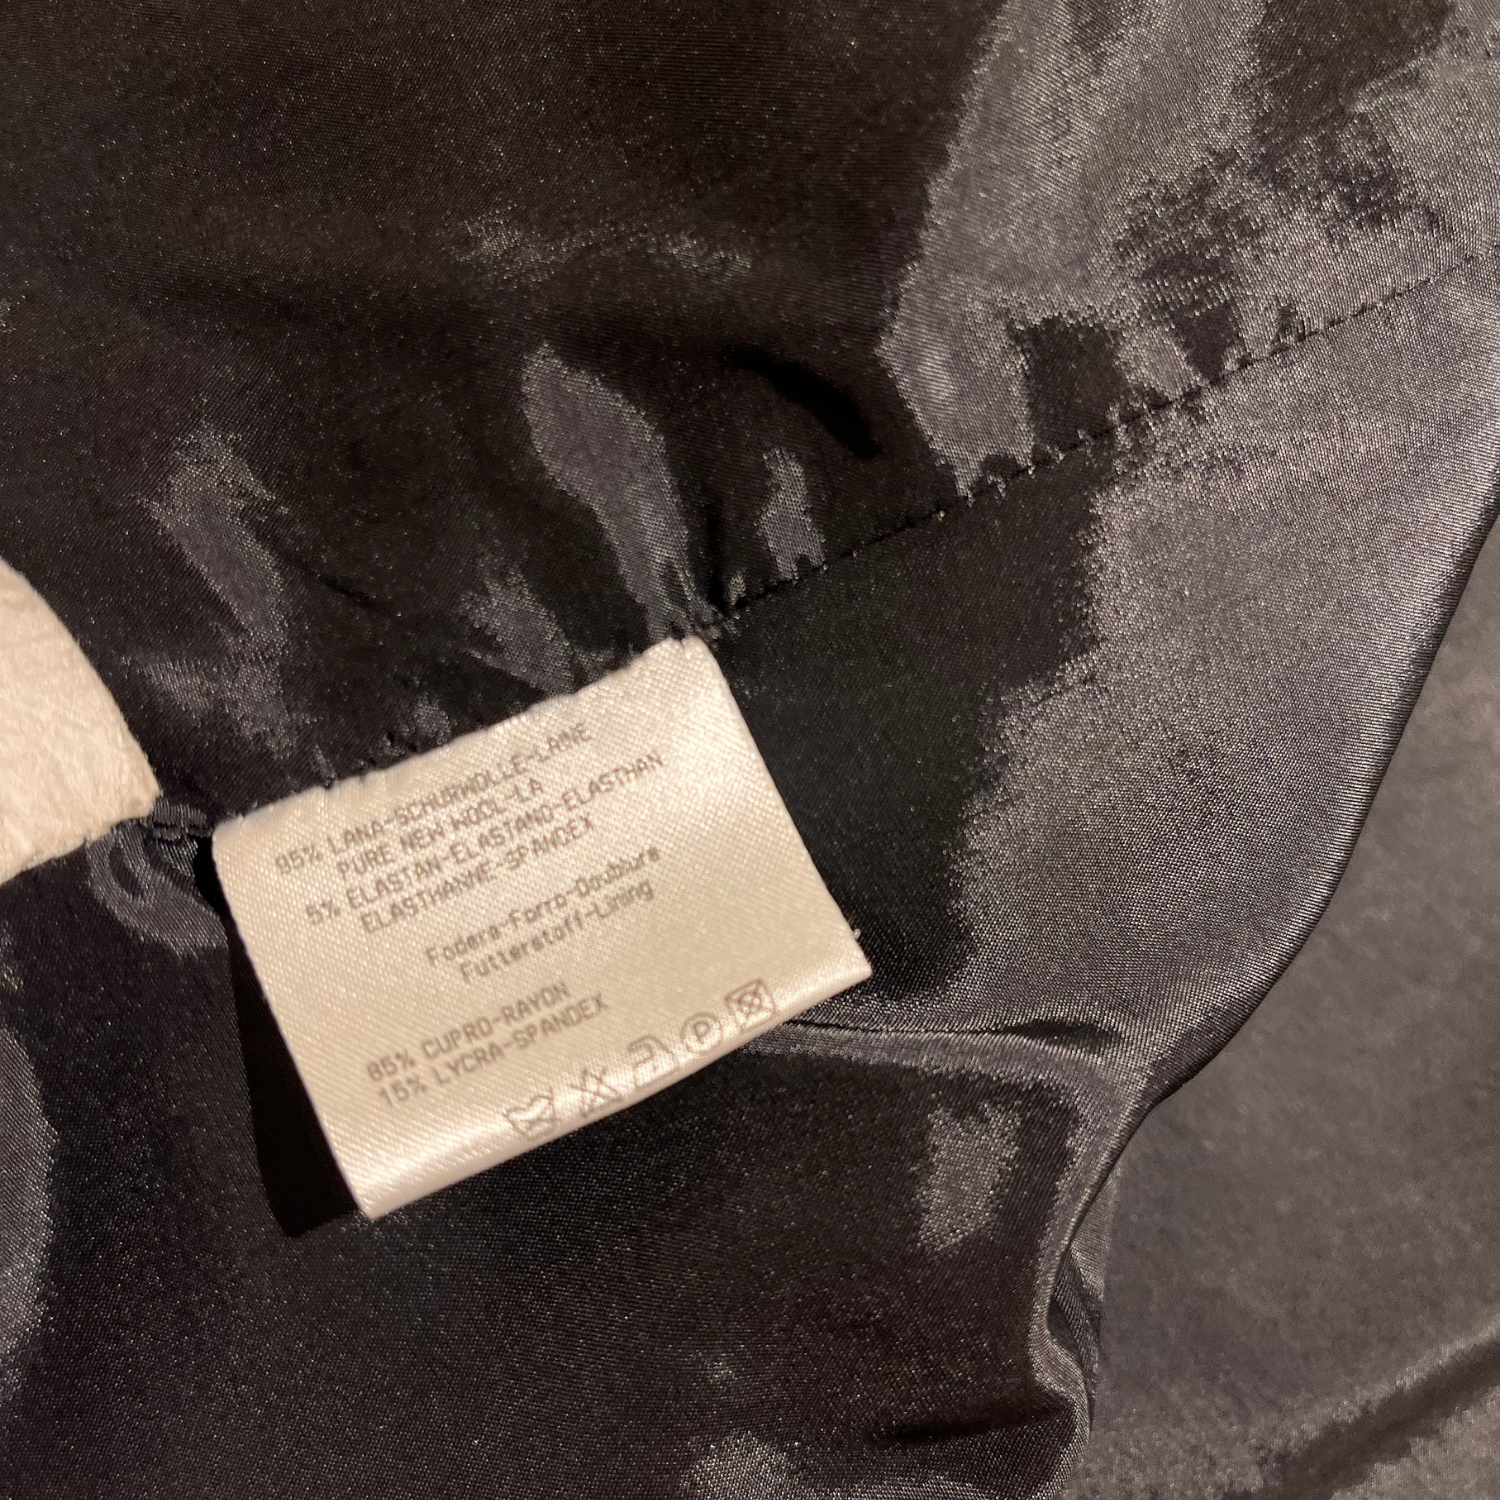 95% LANA-SCHURWOLLE-LAINE
PURE NEW WOOL-LA
5% ELASTAN-ELASTANO-ELASTHAN
ELASTHANNE-SPANDEX
Fodera-Forro-Doublure
Futterstoff-Lining
85% CUPRO-RAYON
15% LYCRA-SPANDEX
P